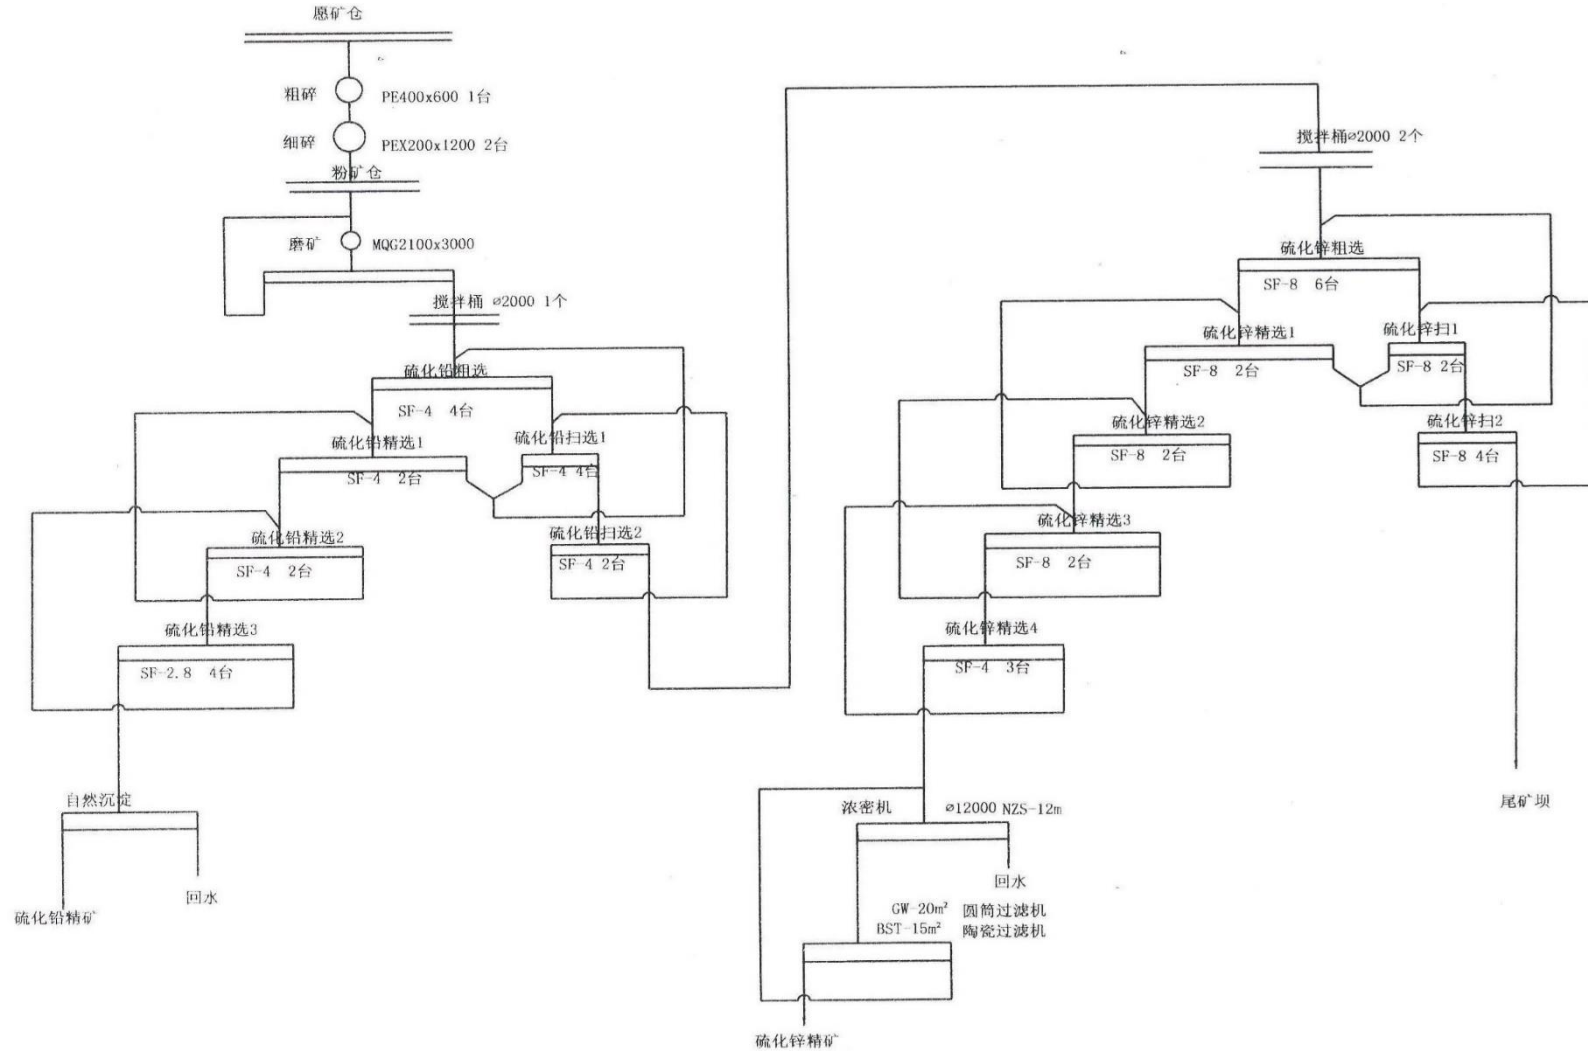 愿矿仓
粗碎
PE400x600 1台
细碎
PEX200x1200 2台
粉矿仓
磨矿
MQG2100x3000
搅拌桶 ⌀2000 1个
硫化铅粗选
SF-4 4台
硫化铅精选1
SF-4 2台
硫化铅扫选1
SF-4 4台
硫化铅精选2
SF-4 2台
硫化铅扫选2
SF-4 2台
硫化铅精选3
SF-2.8 4台
自然沉淀
回水
硫化铅精矿
搅拌桶⌀2000 2个
硫化锌粗选
SF-8 6台
硫化锌精选1
SF-8 2台
硫化锌扫1
SF-8 2台
硫化锌精选2
SF-8 2台
硫化锌扫2
SF-8 4台
硫化锌精选3
SF-8 2台
硫化锌精选4
SF-4 3台
尾矿坝
浓密机
⌀12000 NZS-12m
回水
GW-20m² 圆筒过滤机
BST-15m² 陶瓷过滤机
硫化锌精矿